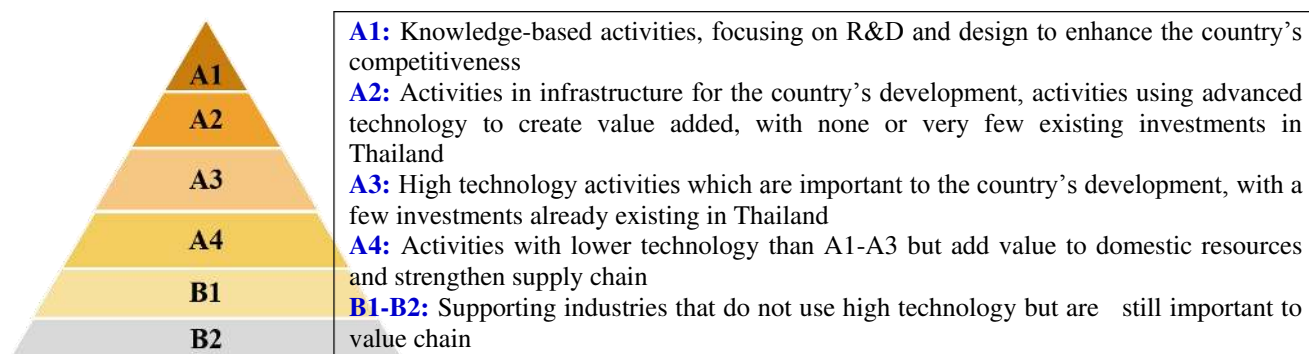 A1
A2
A3
A4
B1
B2
A1: Knowledge-based activities, focusing on R&D and design to enhance the country's
competitiveness
A2: Activities in infrastructure for the country's development, activities using advanced
technology to create value added, with none or very few existing investments in
Thailand
A3: High technology activities which are important to the country's development, with a
few investments already existing in Thailand
A4: Activities with lower technology than A1-A3 but add value to domestic resources
and strengthen supply chain
B1-B2: Supporting industries that do not use high technology but are still important to
value chain